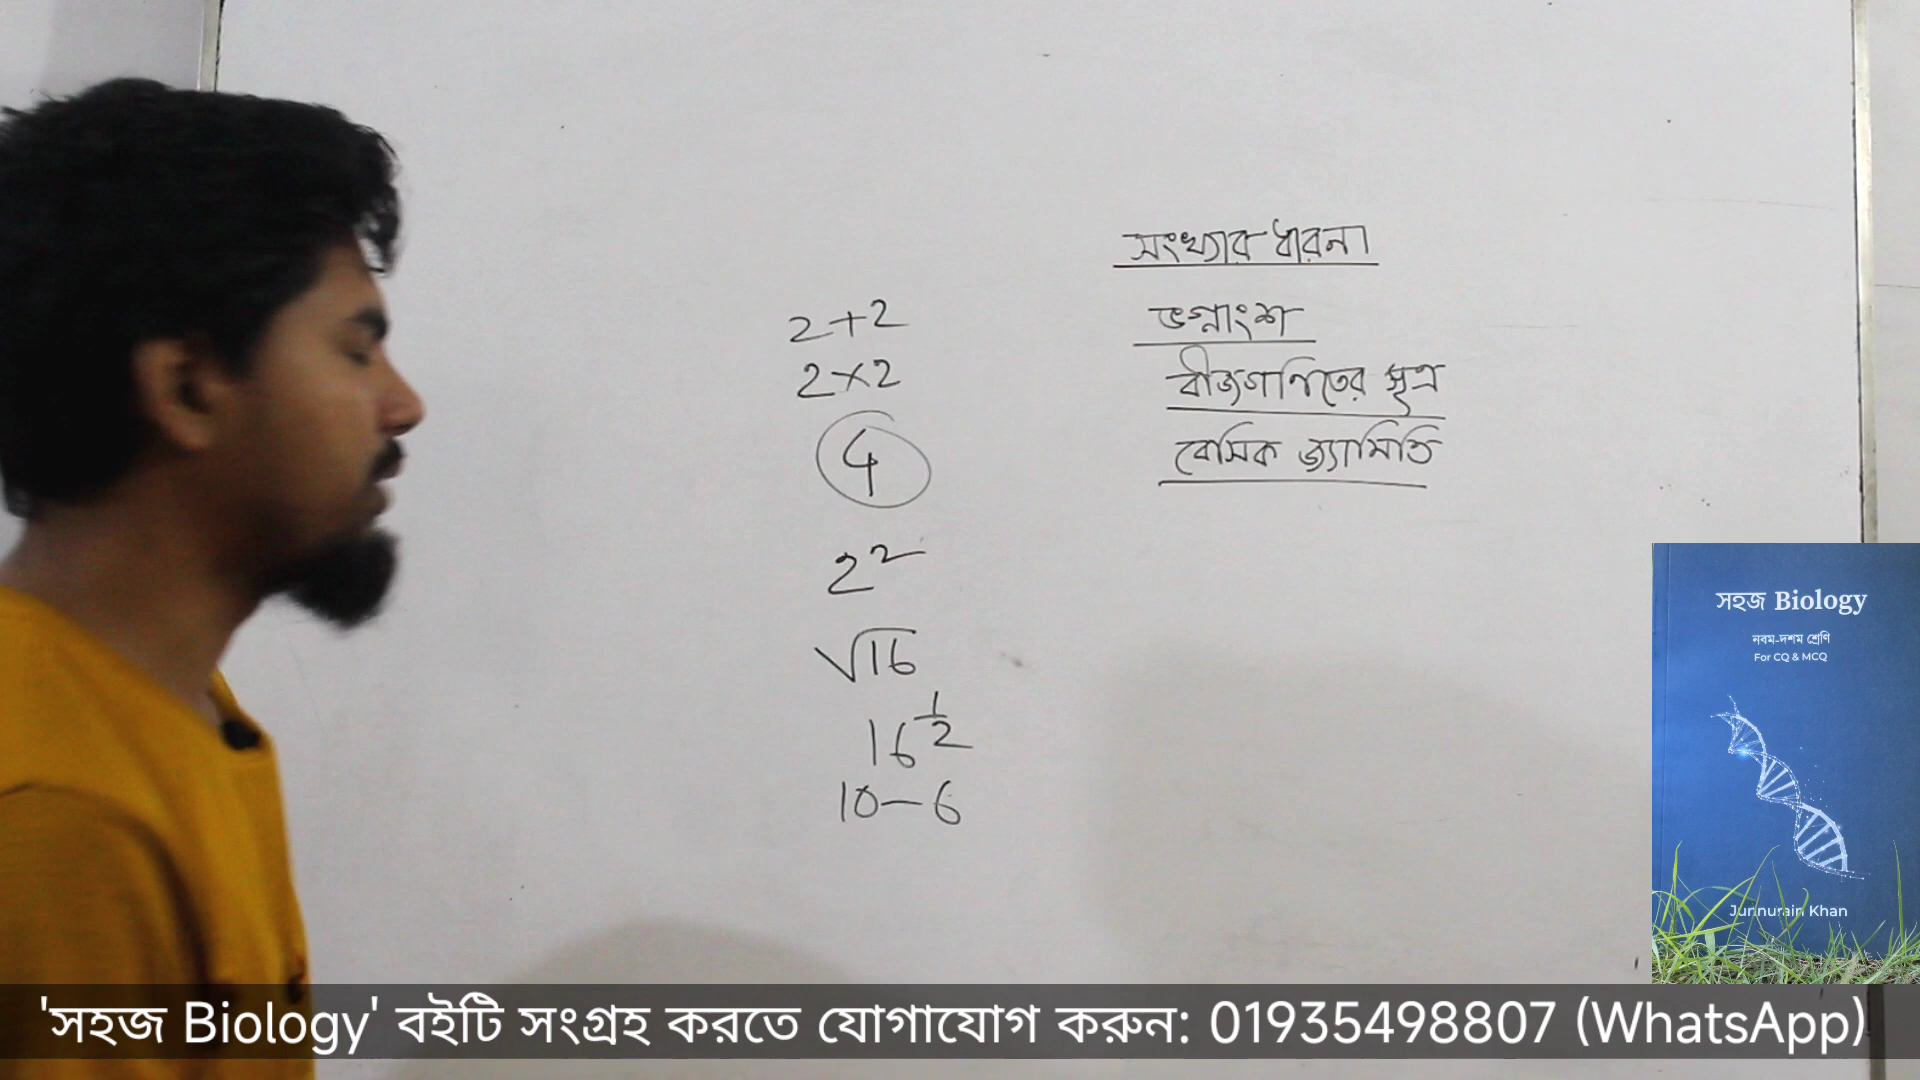 সংখ্যার ধারনা
ভগ্নাংশ
বীজগণিতের সূত্র
বেসিক জ্যামিতি
2+2
2×2
4
2²
√16
16^1/2
10-6
সহজ Biology
নবম-দশম শ্রেণি
For CQ & MCQ
Junnurain Khan
'সহজ Biology' বইটি সংগ্রহ করতে যোগাযোগ করুন: 01935498807 (WhatsApp)